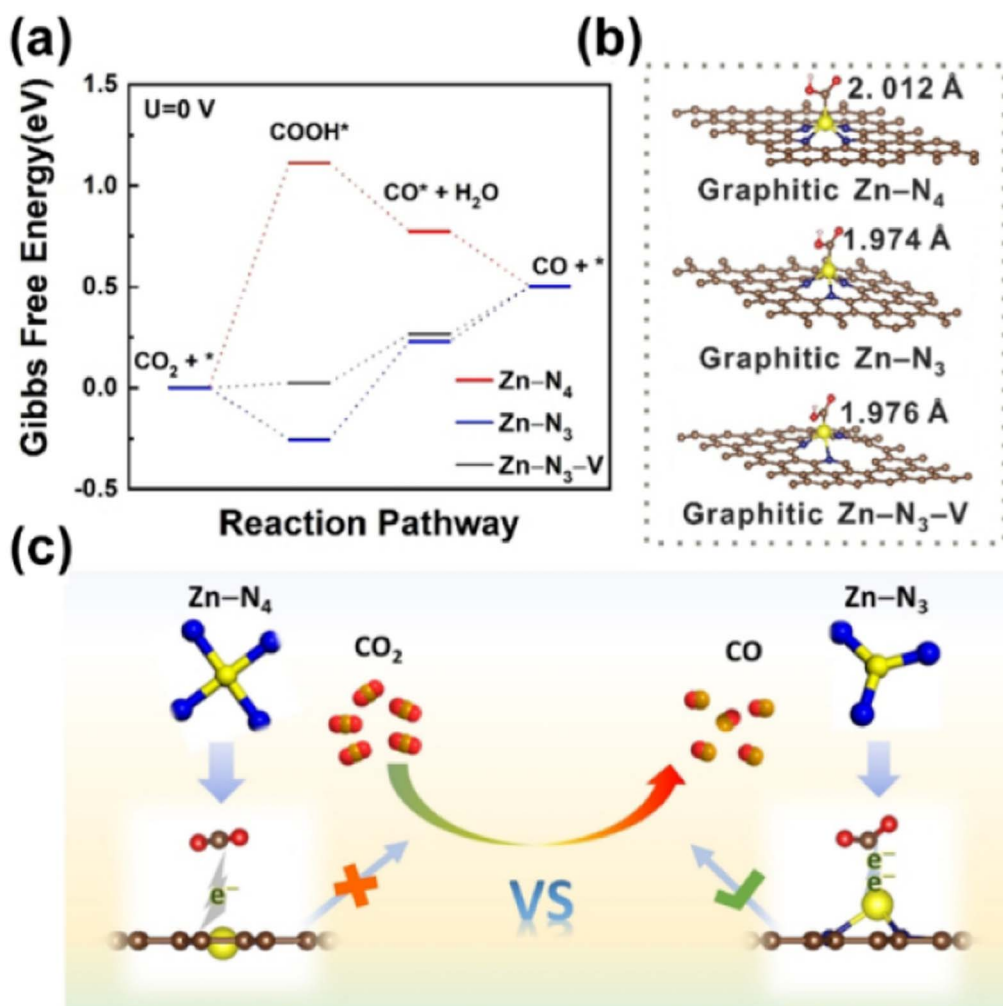 (a)
1.5
1.0
0.5
0.0
-0.5
Gibbs Free Energy(eV)
U=0 V
COOH*
CO* + H₂O
CO + *
CO₂ + *
Zn–N₄
Zn–N₃
Zn–N₃–V
Reaction Pathway
(b)
2.012 Å
Graphitic Zn–N₄
1.974 Å
Graphitic Zn–N₃
1.976 Å
Graphitic Zn–N₃–V
(c)
Zn–N₄
CO₂
CO
Zn–N₃
e⁻
VS
e⁻
e⁻